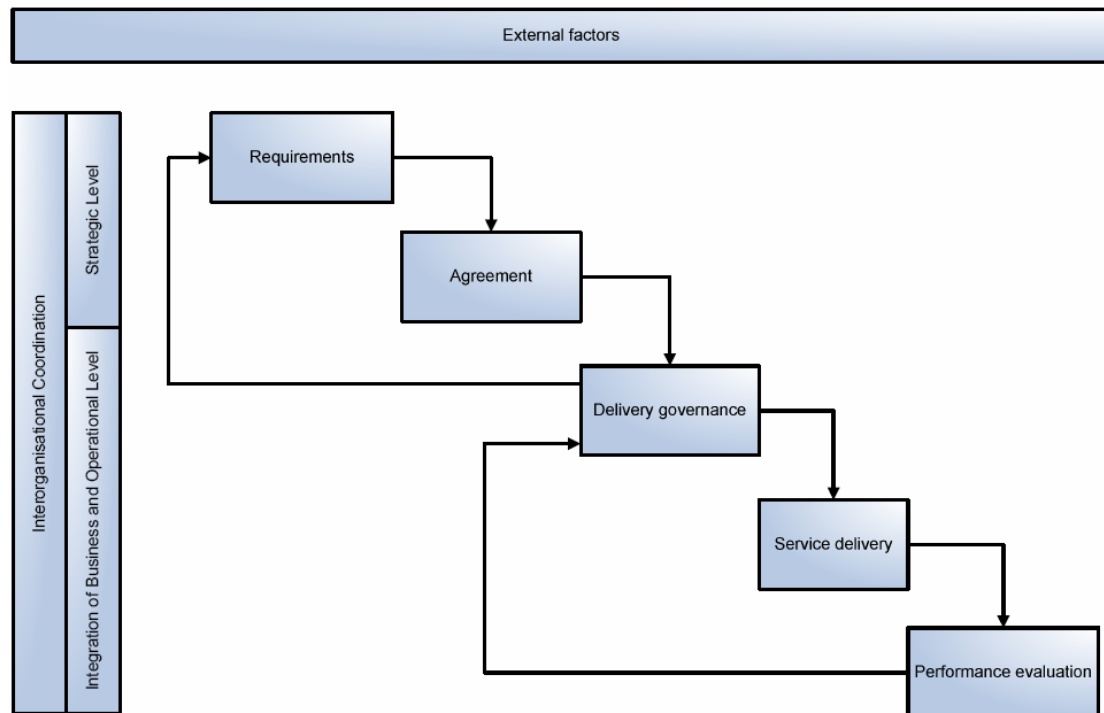 External factors
Interorganisational Coordination
Strategic Level
Integration of Business and Operational Level
Requirements
Agreement
Delivery governance
Service delivery
Performance evaluation